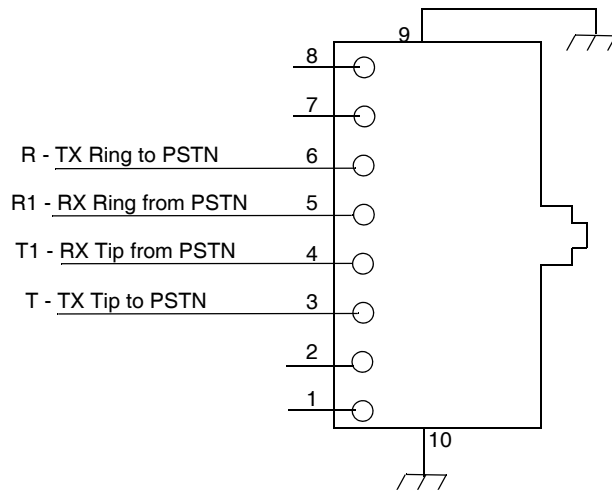 9
8
7
R - TX Ring to PSTN 6
R1 - RX Ring from PSTN 5
T1 - RX Tip from PSTN 4
T - TX Tip to PSTN 3
2
1
10